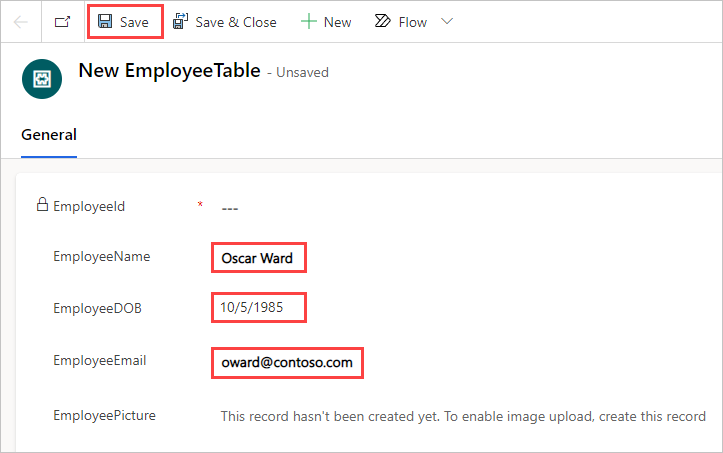 Save Save & Close New Flow
New EmployeeTable - Unsaved
General
EmployeeId * ---
EmployeeName Oscar Ward
EmployeeDOB 10/5/1985
EmployeeEmail oward@contoso.com
EmployeePicture This record hasn't been created yet. To enable image upload, create this record